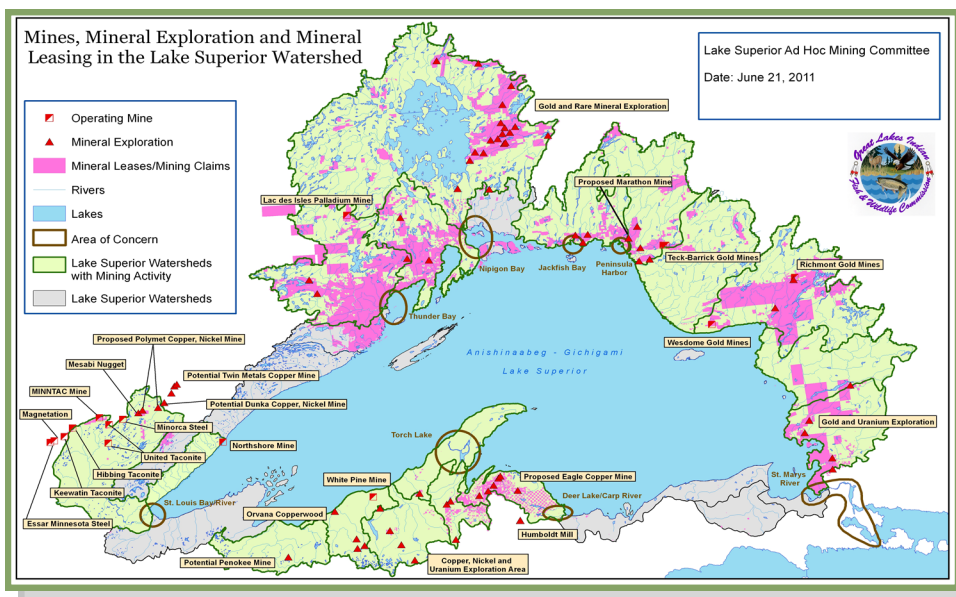 Mines, Mineral Exploration and Mineral
Leasing in the Lake Superior Watershed
Lake Superior Ad Hoc Mining Committee
Date: June 21, 2011
Great Lakes Indian
Fish & Wildlife Commission
Operating Mine
Mineral Exploration
Mineral Leases/Mining Claims
Rivers
Lakes
Area of Concern
Lake Superior Watersheds
with Mining Activity
Lake Superior Watersheds
Gold and Rare Mineral Exploration
Proposed Marathon Mine
Lac des Isles Palladium Mine
Nipigon Bay
Jackfish Bay
Peninsula
Harbor
Teck-Barrick Gold Mines
Richmont Gold Mines
Thunder Bay
Wesdome Gold Mines
Anishinaabeg - Gichigami
Lake Superior
Proposed Polymet Copper, Nickel Mine
Mesabi Nugget
Potential Twin Metals Copper Mine
MINNTAC Mine
Potential Dunka Copper, Nickel Mine
Magnetation
Minorca Steel
Torch Lake
Gold and Uranium Exploration
United Taconite
Northshore Mine
Hibbing Taconite
White Pine Mine
Proposed Eagle Copper Mine
St. Marys
River
Keewatin Taconite
St. Louis Bay/River
Deer Lake/Carp River
Orvana Copperwood
Essar Minnesota Steel
Humboldt Mill
Potential Penokee Mine
Copper, Nickel and
Uranium Exploration Area